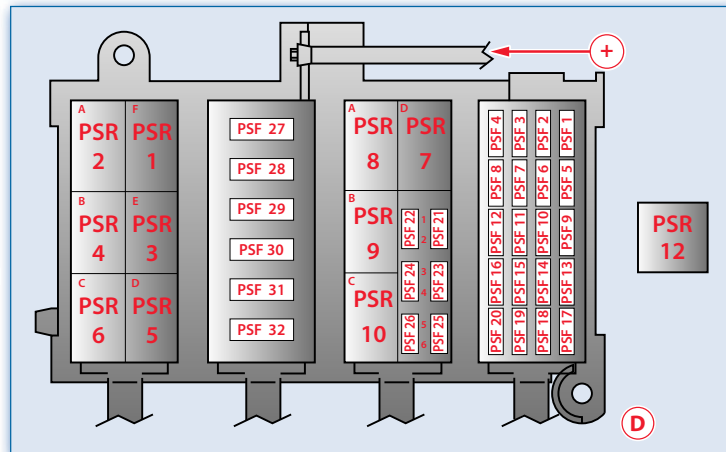 +
A
PSR
2
F
PSR
1
B
PSR
4
E
PSR
3
C
PSR
6
D
PSR
5
PSF 27
PSF 28
PSF 29
PSF 30
PSF 31
PSF 32
A
PSR
8
D
PSR
7
B
PSR
9
C
PSR
10
PSF 22
1
2
PSF 21
PSF 24
3
4
PSF 23
PSF 26
5
6
PSF 25
PSF 4
PSF 3
PSF 2
PSF 1
PSF 8
PSF 7
PSF 6
PSF 5
PSF 12
PSF 11
PSF 10
PSF 9
PSF 16
PSF 15
PSF 14
PSF 13
PSF 20
PSF 19
PSF 18
PSF 17
PSR
12
D